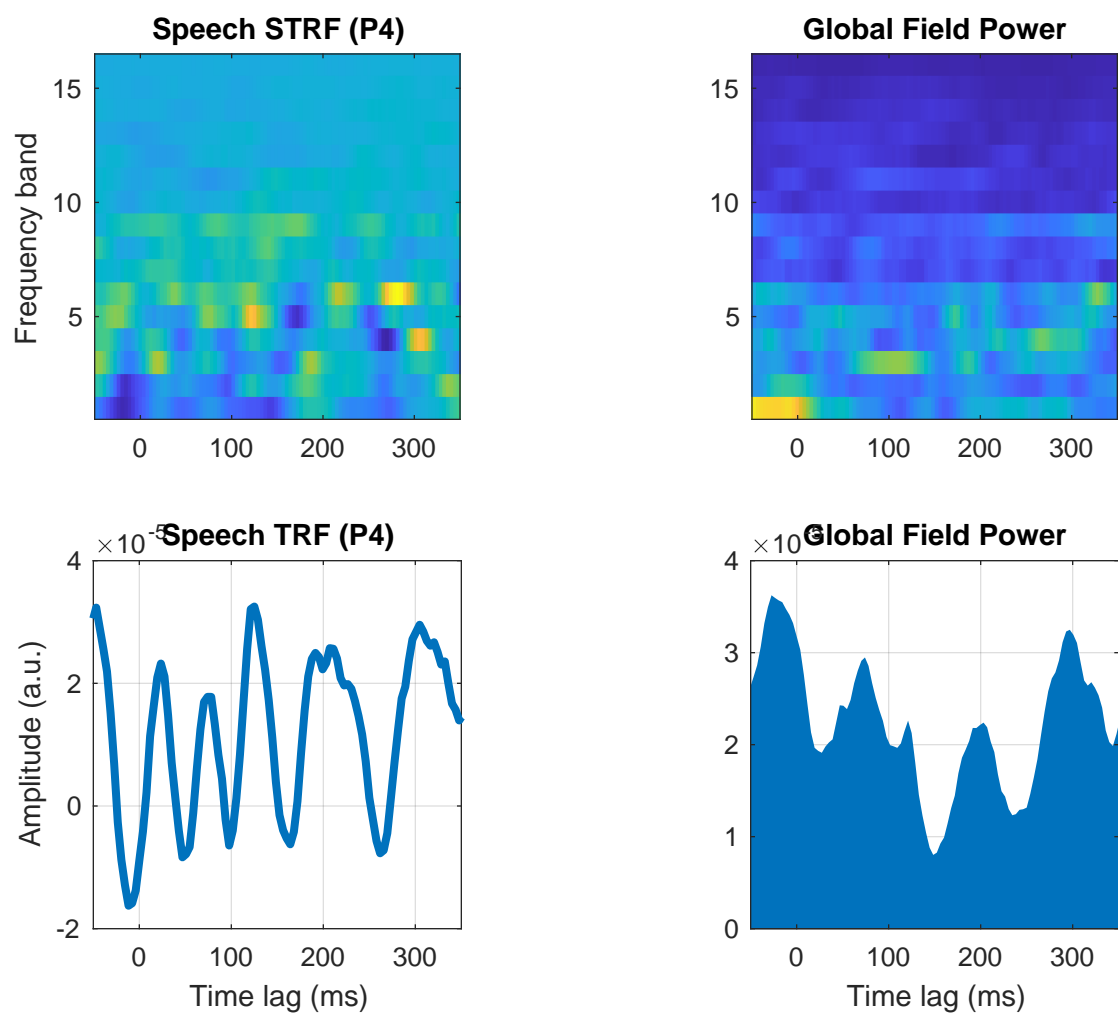 Speech STRF (P4)
Frequency band
15
10
5
0 100 200 300
Global Field Power
15
10
5
0 100 200 300
Speech TRF (P4)
×10⁻⁵
Amplitude (a.u.)
4
2
0
-2
0 100 200 300
Time lag (ms)
Global Field Power
×10
4
3
2
1
0
0 100 200 300
Time lag (ms)